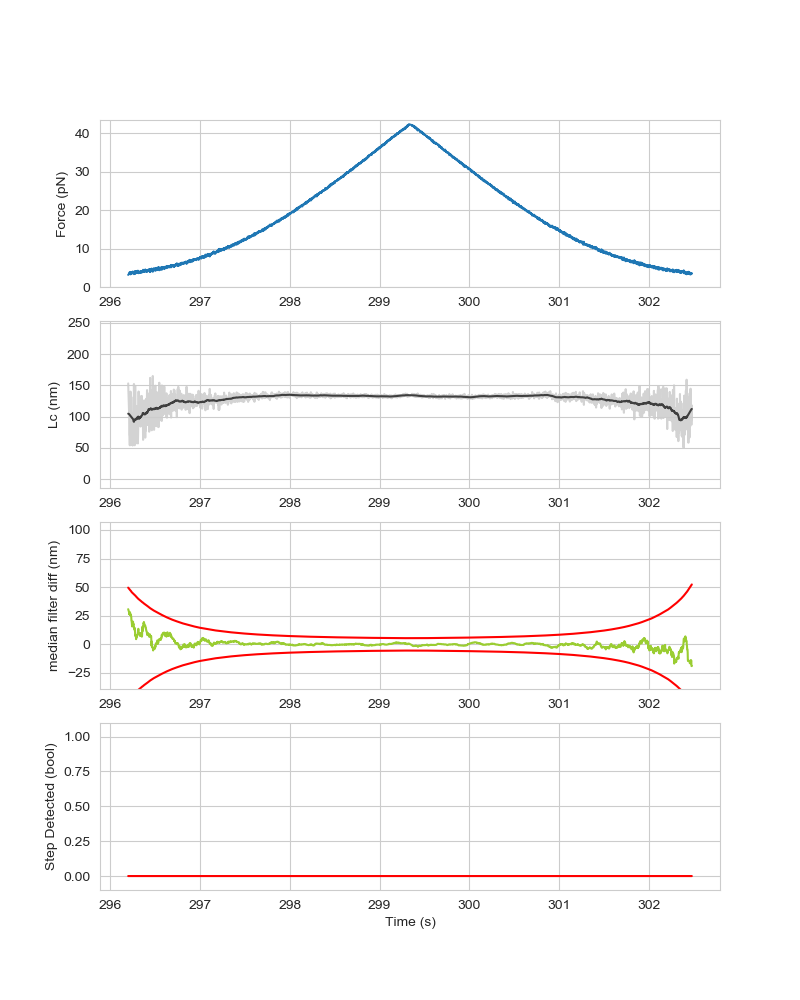 Force (pN)
40
30
20
10
0
296 297 298 299 300 301 302
Lc (nm)
250
200
150
100
50
0
296 297 298 299 300 301 302
median filter diff (nm)
100
75
50
25
0
−25
296 297 298 299 300 301 302
Step Detected (bool)
1.00
0.75
0.50
0.25
0.00
296 297 298 299 300 301 302
Time (s)